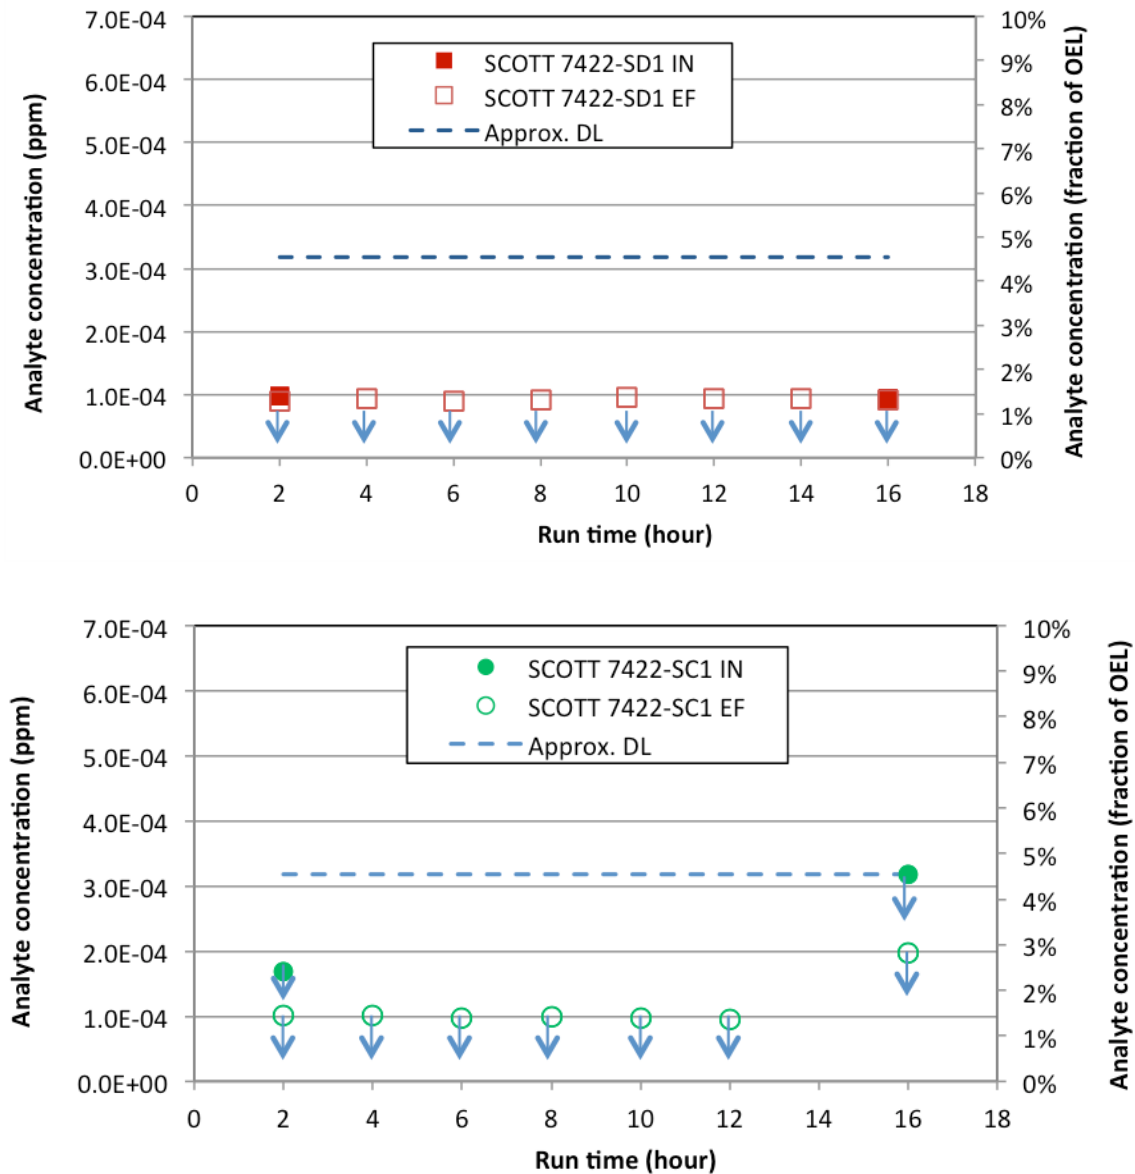 7.0E-04
6.0E-04
5.0E-04
4.0E-04
3.0E-04
2.0E-04
1.0E-04
0.0E+00
Analyte concentration (ppm)
SCOTT 7422-SD1 IN
SCOTT 7422-SD1 EF
Approx. DL
10%
9%
8%
7%
6%
5%
4%
3%
2%
1%
0%
Analyte concentration (fraction of OEL)
0 2 4 6 8 10 12 14 16 18
Run time (hour)
7.0E-04
6.0E-04
5.0E-04
4.0E-04
3.0E-04
2.0E-04
1.0E-04
0.0E+00
Analyte concentration (ppm)
SCOTT 7422-SC1 IN
SCOTT 7422-SC1 EF
Approx. DL
10%
9%
8%
7%
6%
5%
4%
3%
2%
1%
0%
Analyte concentration (fraction of OEL)
0 2 4 6 8 10 12 14 16 18
Run time (hour)